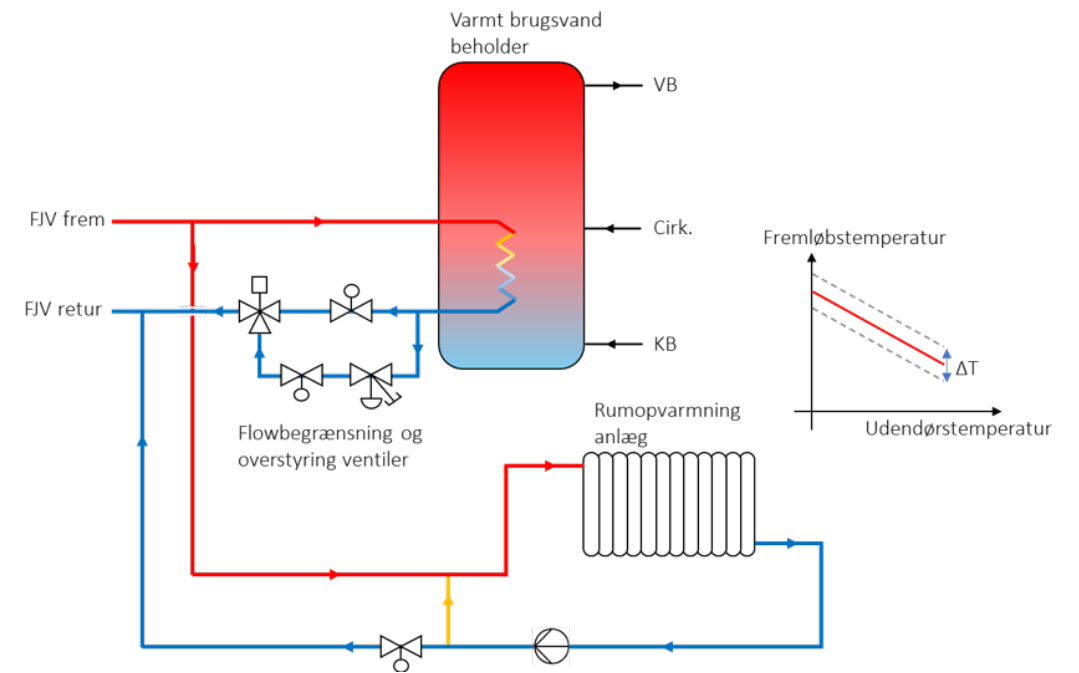 Varmt brugsvand
beholder
VB
FJV frem
Cirk.
Fremløbstemperatur
FJV retur
KB
ΔT
Rumopvarmning
anlæg
Udendørstemperatur
Flowbegrænsning og
overstyring ventiler